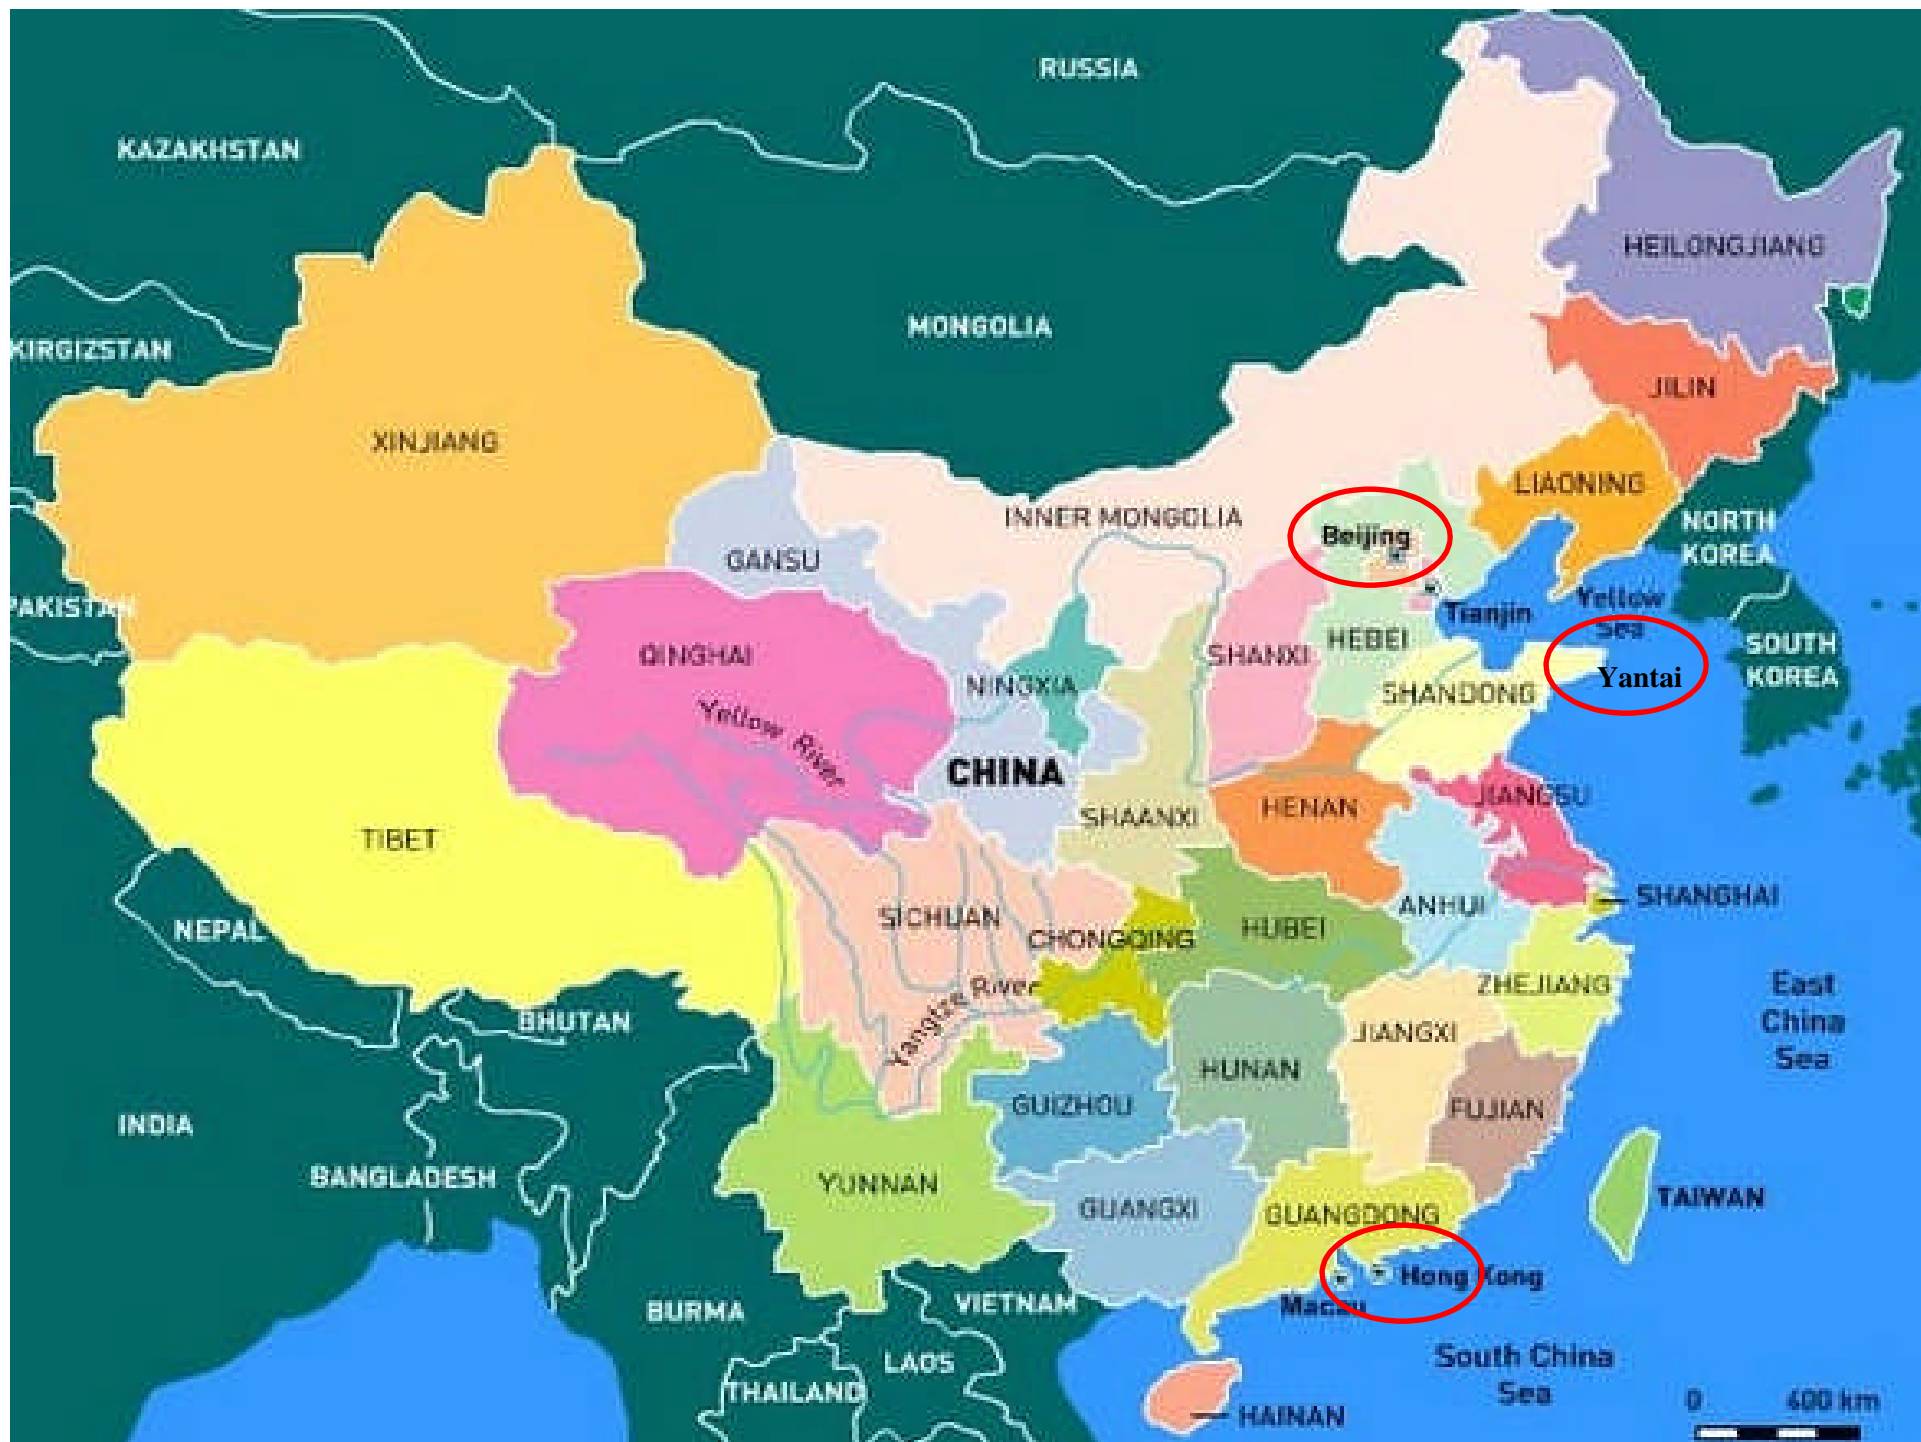 RUSSIA
KAZAKHSTAN
HEILONGJIANG
MONGOLIA
KIRGIZSTAN
JILIN
XINJIANG
LIAONING
INNER MONGOLIA
NORTH
KOREA
Beijing
GANSU
PAKISTAN
Yellow
Sea
Tianjin
HEBEI
SHANXI
QINGHAI
SOUTH
KOREA
Yantai
NINGXIA
SHANDONG
Yellow River
CHINA
JIANGSU
HENAN
SHAANXI
TIBET
SHANGHAI
ANHUI
SICHUAN
HUBEI
CHONGQING
NEPAL
ZHEJIANG
Yangtze River
East
China
Sea
BHUTAN
JIANGXI
HUNAN
GUIZHOU
FUJIAN
INDIA
BANGLADESH
YUNNAN
TAIWAN
GUANGXI
GUANGDONG
Hong Kong
Macau
BURMA
VIETNAM
LAOS
South China
Sea
THAILAND
HAINAN
0 400 km